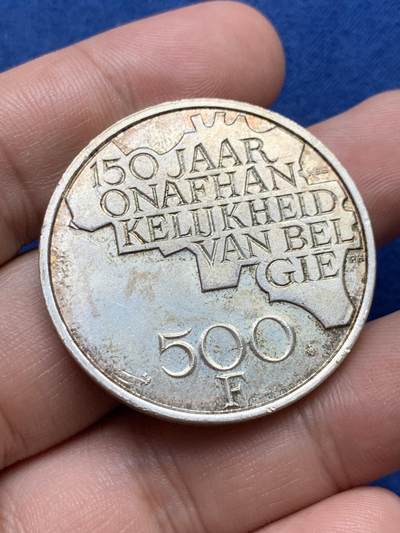 150 JAAR
ONAFHAN
KELIJKHEID
VAN BEL
GIE
500
F